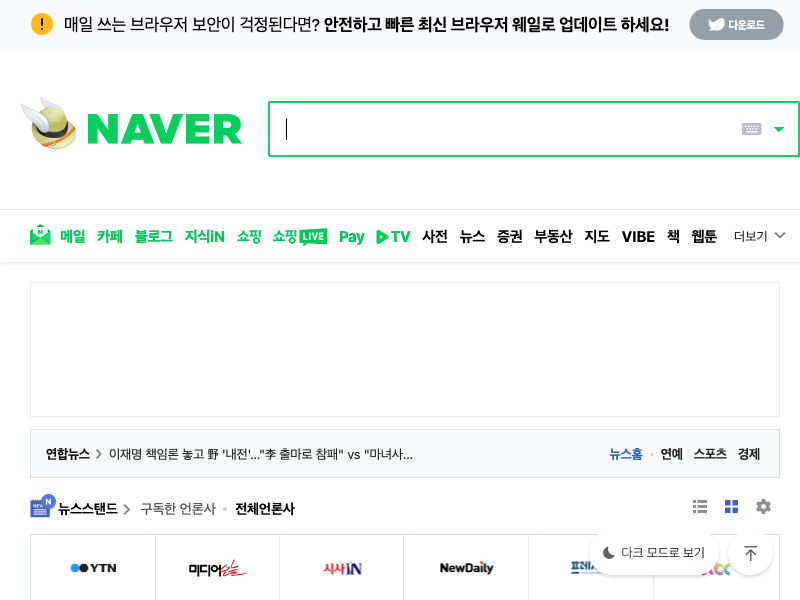 매일 쓰는 브라우저 보안이 걱정된다면? 안전하고 빠른 최신 브라우저 웨일로 업데이트 하세요! 다운로드
NAVER
메일 카페 블로그 지식iN 쇼핑 쇼핑LIVE Pay TV 사전 뉴스 증권 부동산 지도 VIBE 책 웹툰 더보기
연합뉴스 > 이재명 책임론 놓고 野 '내전'…"李 출마로 참패" vs "마녀사… 뉴스홈 · 연예 스포츠 경제
뉴스스탠드 > 구독한 언론사 · 전체언론사
YTN 미디어오늘 시사iN NewDaily
다크 모드로 보기